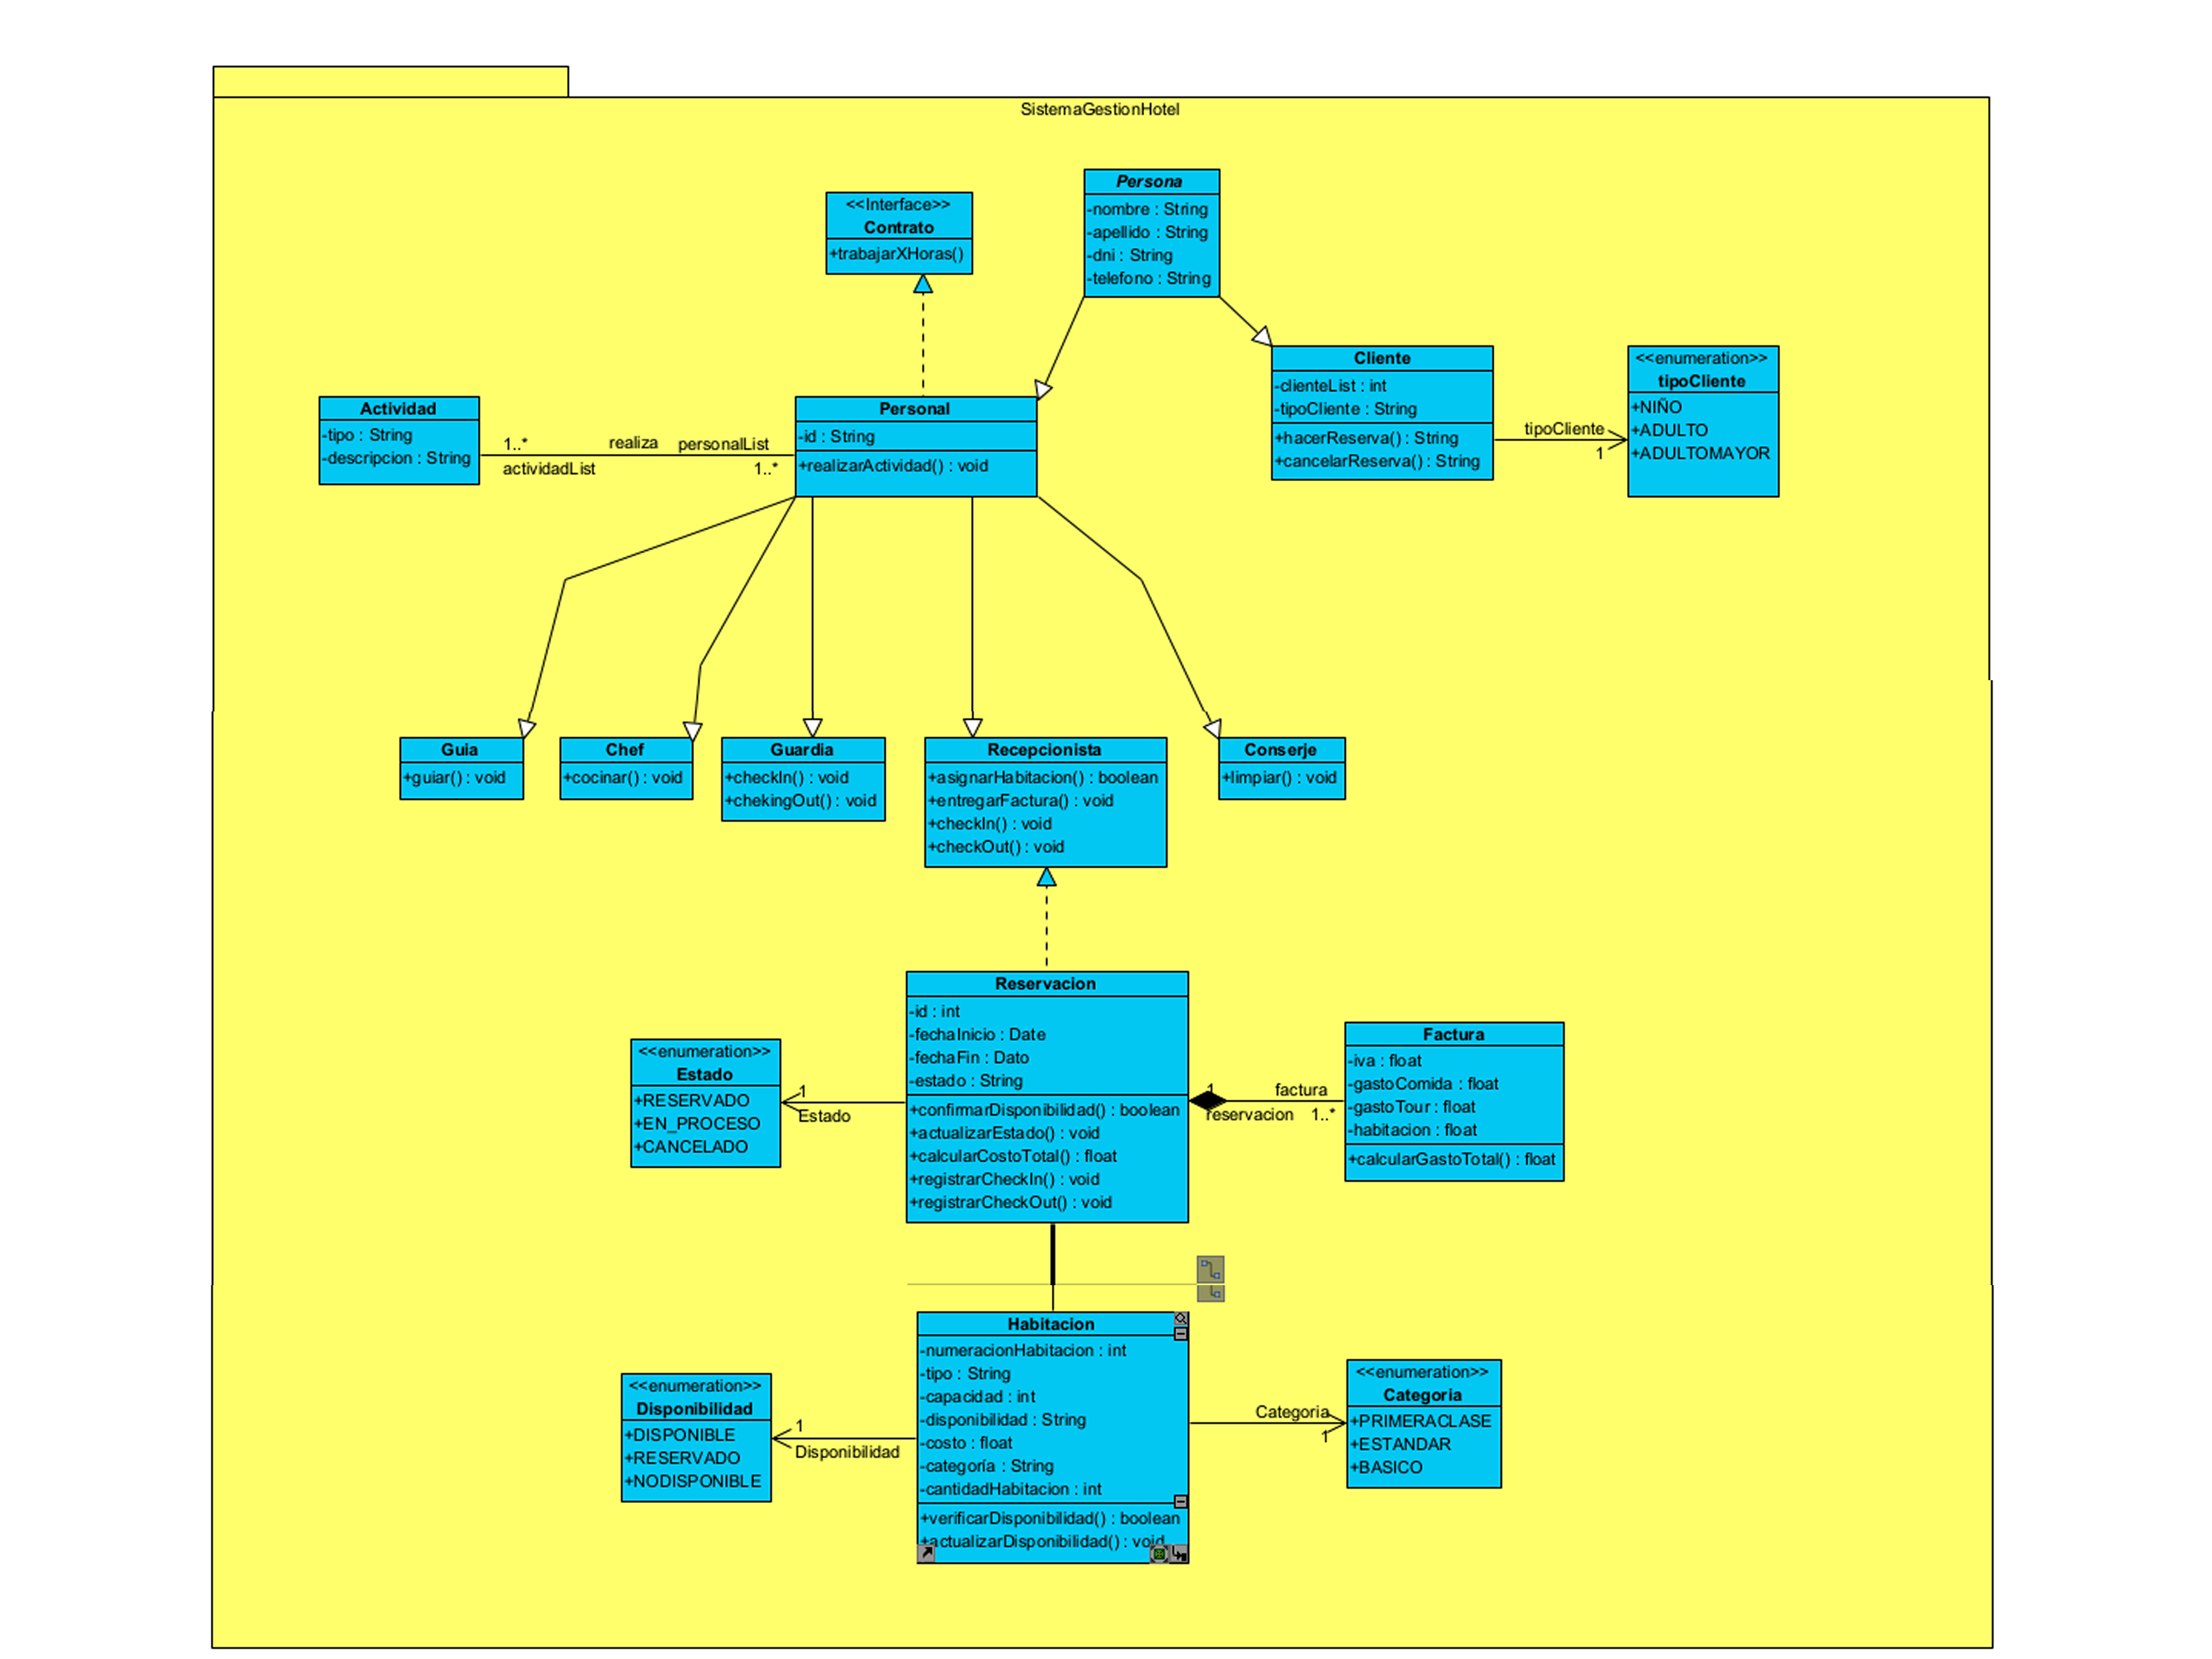 SistemaGestionHotel
<<Interface>>
Contrato
+trabajarXHoras()
Persona
-nombre : String
-apellido : String
-dni : String
-telefono : String
Cliente
-clienteList : int
-tipoCliente : String
+hacerReserva() : String
+cancelarReserva() : String
tipoCliente
1
<<enumeration>>
tipoCliente
+NIÑO
+ADULTO
+ADULTOMAYOR
Actividad
-tipo : String
-descripcion : String
1..*
realiza
personalList
actividadList
1..*
Personal
-id : String
+realizarActividad() : void
Guia
+guiar() : void
Chef
+cocinar() : void
Guardia
+checkIn() : void
+chekingOut() : void
Recepcionista
+asignarHabitacion() : boolean
+entregarFactura() : void
+checkIn() : void
+checkOut() : void
Conserje
+limpiar() : void
Reservacion
-id : int
-fechaInicio : Date
-fechaFin : Dato
-estado : String
+confirmarDisponibilidad() : boolean
+actualizarEstado() : void
+calcularCostoTotal() : float
+registrarCheckIn() : void
+registrarCheckOut() : void
<<enumeration>>
Estado
+RESERVADO
+EN_PROCESO
+CANCELADO
1
Estado
1
factura
reservacion
1..*
Factura
-iva : float
-gastoComida : float
-gastoTour : float
-habitacion : float
+calcularGastoTotal() : float
Habitacion
-numeracionHabitacion : int
-tipo : String
-capacidad : int
-disponibilidad : String
-costo : float
-categoría : String
-cantidadHabitacion : int
+verificarDisponibilidad() : boolean
+actualizarDisponibilidad() : void
<<enumeration>>
Disponibilidad
+DISPONIBLE
+RESERVADO
+NODISPONIBLE
1
Disponibilidad
Categoria
1
<<enumeration>>
Categoria
+PRIMERACLASE
+ESTANDAR
+BASICO